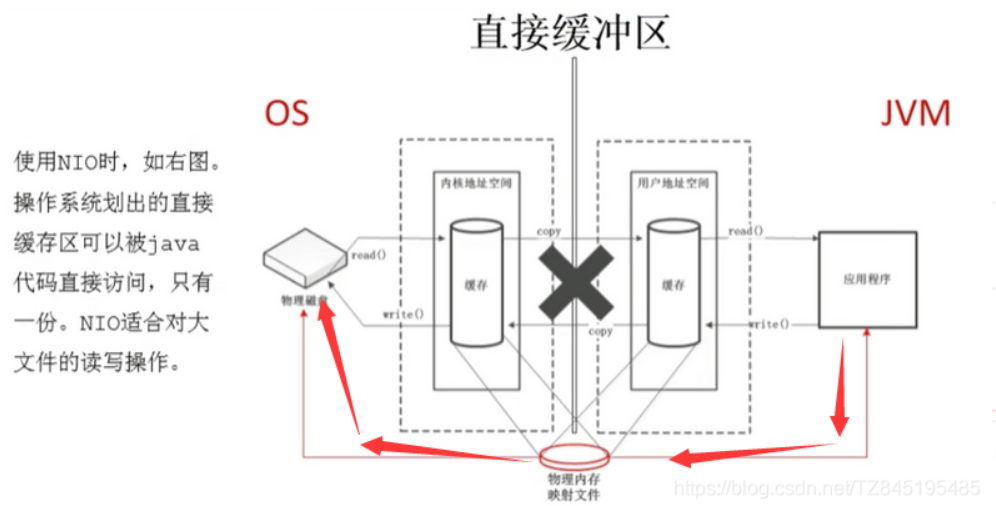 直接缓冲区
OS
JVM
使用NIO时，如右图。
操作系统划出的直接
缓存区可以被java
代码直接访问，只有
一份。NIO适合对大
文件的读写操作。
内核地址空间
用户地址空间
copy
read()
read()
缓存
缓存
应用程序
物理磁盘
write()
copy
write()
物理内存
映射文件
https://blog.csdn.net/TZ845195485